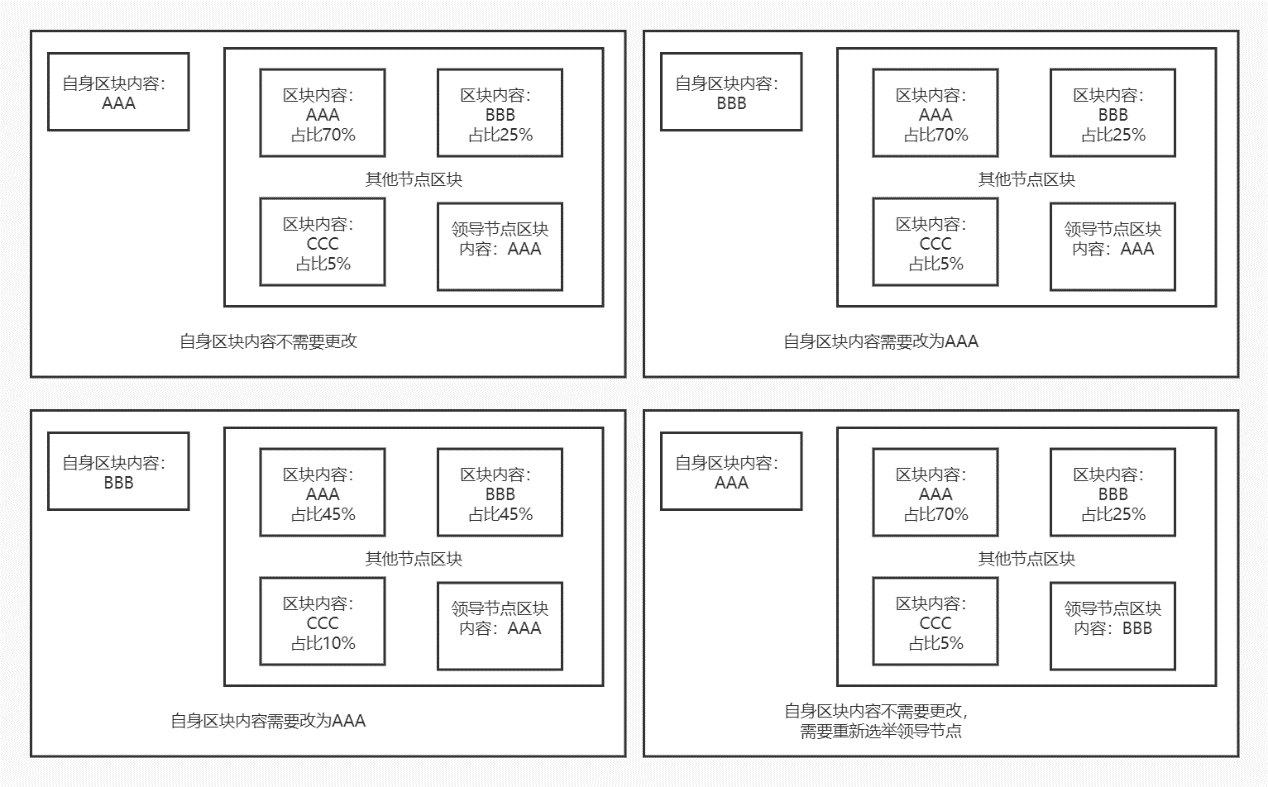 自身区块内容：
AAA
区块内容：
AAA
占比70%
区块内容：
BBB
占比25%
其他节点区块
区块内容：
CCC
占比5%
领导节点区块
内容：AAA
自身区块内容不需要更改
自身区块内容：
BBB
区块内容：
AAA
占比70%
区块内容：
BBB
占比25%
其他节点区块
区块内容：
CCC
占比5%
领导节点区块
内容：AAA
自身区块内容需要改为AAA
自身区块内容：
BBB
区块内容：
AAA
占比45%
区块内容：
BBB
占比45%
其他节点区块
区块内容：
CCC
占比10%
领导节点区块
内容：AAA
自身区块内容需要改为AAA
自身区块内容：
AAA
区块内容：
AAA
占比70%
区块内容：
BBB
占比25%
其他节点区块
区块内容：
CCC
占比5%
领导节点区块
内容：BBB
自身区块内容不需要更改，
需要重新选举领导节点